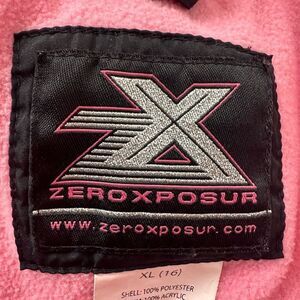 ZX
ZEROXPOSUR
www.zeroxposur.com
XL (16)
SHELL: 100% POLYESTER
100% ACRYLIC